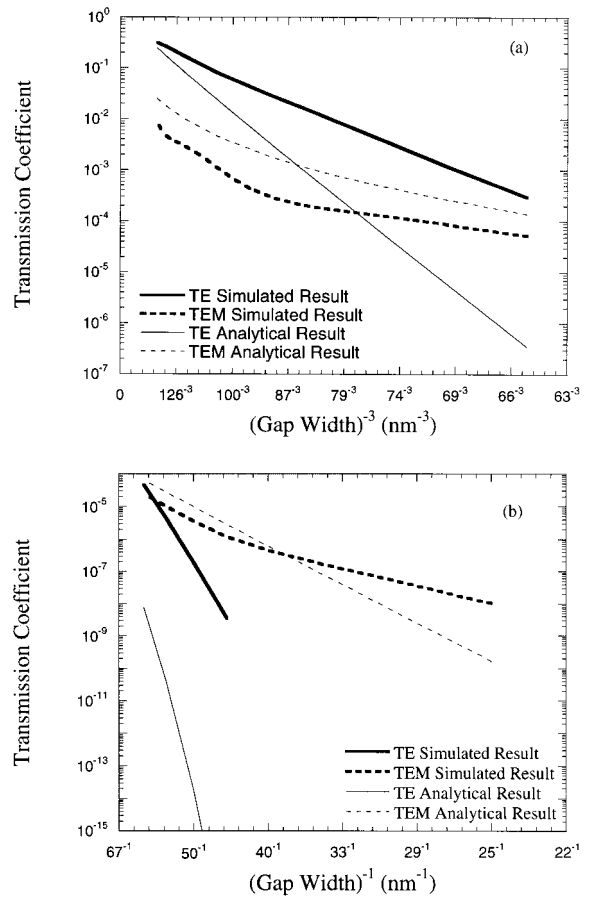 (a)
Transmission Coefficient
10⁰
10⁻¹
10⁻²
10⁻³
10⁻⁴
10⁻⁵
10⁻⁶
10⁻⁷
TE Simulated Result
TEM Simulated Result
TE Analytical Result
TEM Analytical Result
0 126⁻³ 100⁻³ 87⁻³ 79⁻³ 74⁻³ 69⁻³ 66⁻³ 63⁻³
(Gap Width)⁻³ (nm⁻³)
(b)
Transmission Coefficient
10⁻⁵
10⁻⁷
10⁻⁹
10⁻¹¹
10⁻¹³
10⁻¹⁵
TE Simulated Result
TEM Simulated Result
TE Analytical Result
TEM Analytical Result
67⁻¹ 50⁻¹ 40⁻¹ 33⁻¹ 29⁻¹ 25⁻¹ 22⁻¹
(Gap Width)⁻¹ (nm⁻¹)